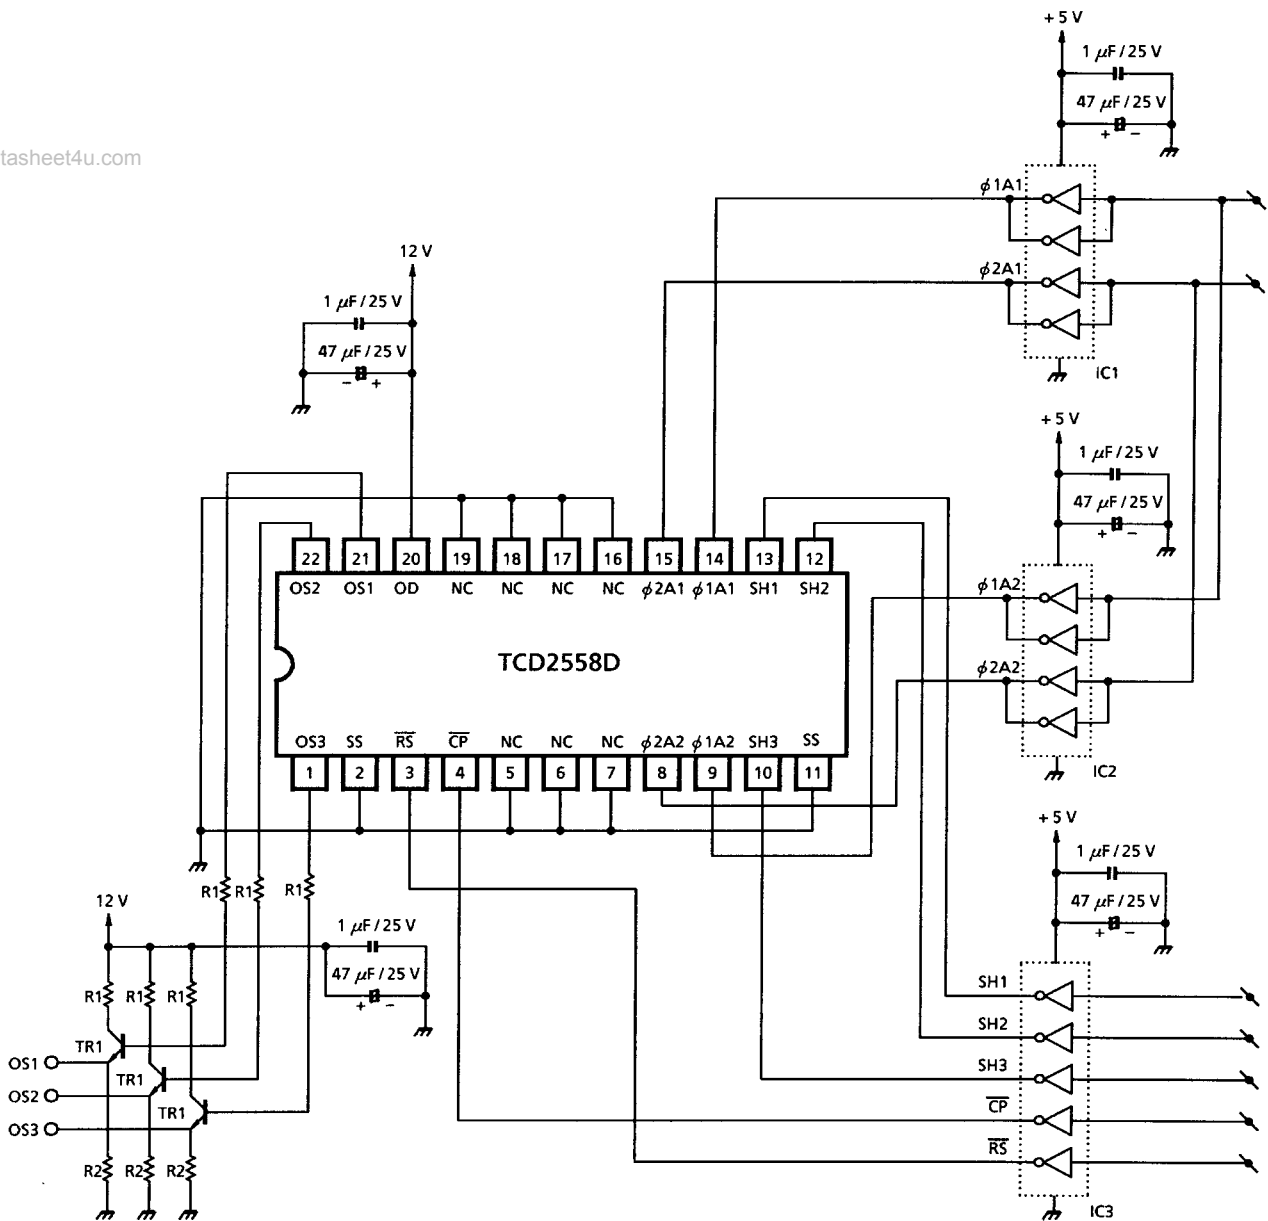 +5 V
1 µF/25 V
47 µF/25 V
+ −
tasheet4u.com
ϕ1A1
12 V
ϕ2A1
1 µF/25 V
47 µF/25 V
− +
IC1
+5 V
1 µF/25 V
47 µF/25 V
+ −
22 21 20 19 18 17 16 15 14 13 12
OS2 OS1 OD NC NC NC NC ϕ2A1 ϕ1A1 SH1 SH2
ϕ1A2
TCD2558D
ϕ2A2
OS3 SS R̅S̅ C̅P̅ NC NC NC ϕ2A2 ϕ1A2 SH3 SS
1 2 3 4 5 6 7 8 9 10 11
IC2
+5 V
1 µF/25 V
47 µF/25 V
+ −
R1 R1 R1
12 V
1 µF/25 V
47 µF/25 V
+ −
R1 R1 R1
SH1
SH2
SH3
C̅P̅
R̅S̅
IC3
TR1
OS1
TR1
OS2
TR1
OS3
R2 R2 R2